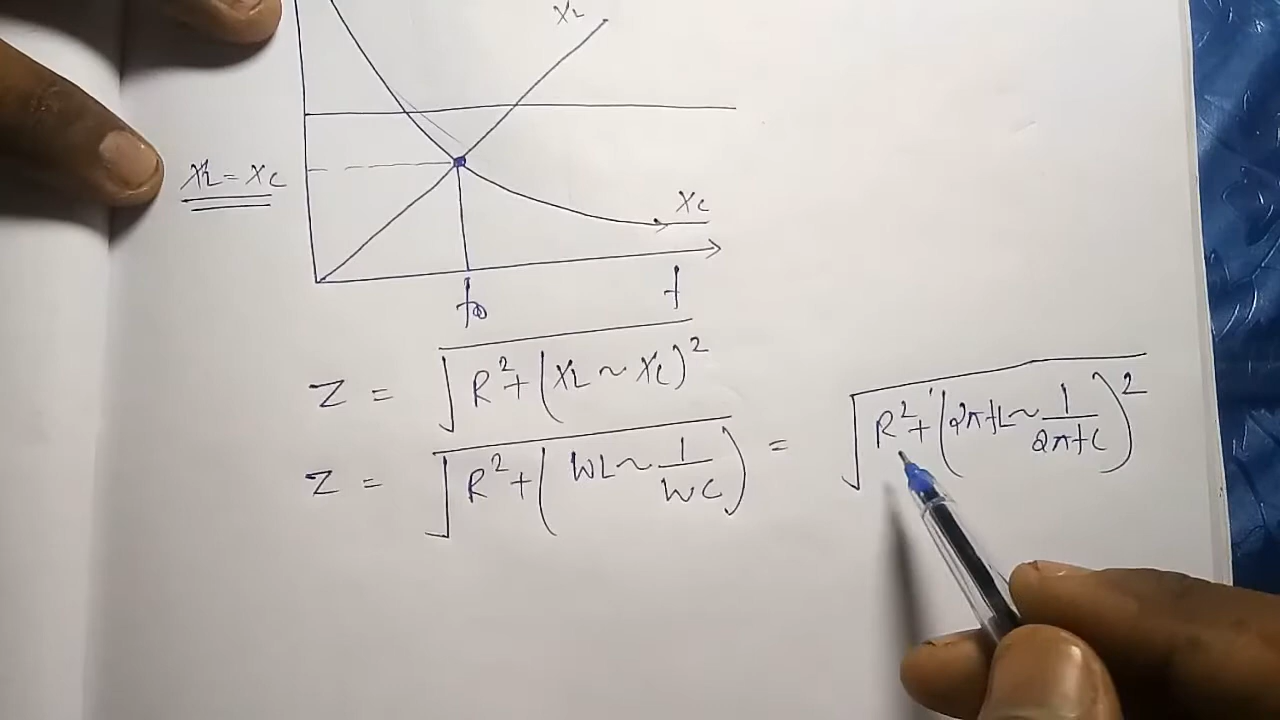 XL
XL = XC
XC
f0
f
Z = √R²+(XL~XC)²
Z = √R²+(WL~1/WC) = √R²+(2πfL~1/2πfC)²